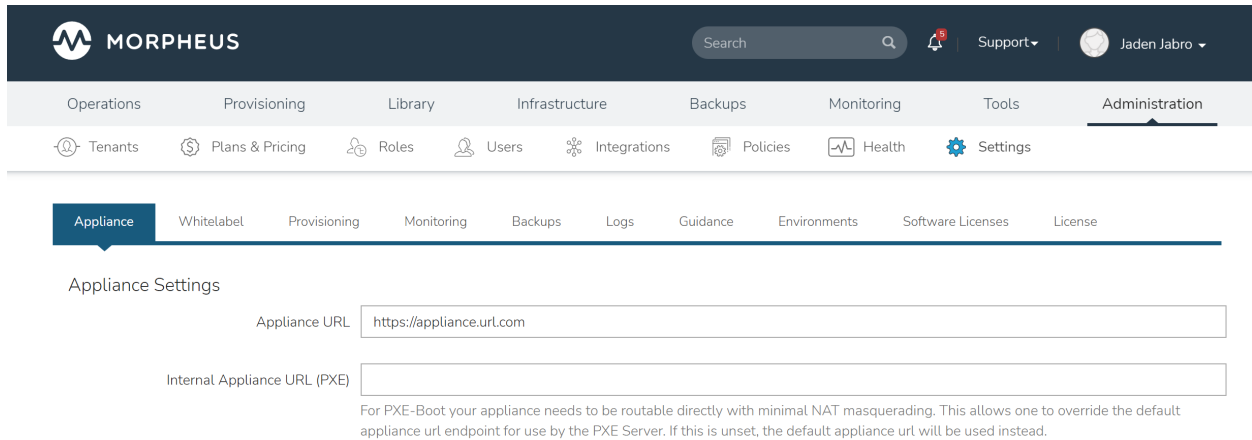 MORPHEUS
Search
5
Support
Jaden Jabro
Operations Provisioning Library Infrastructure Backups Monitoring Tools Administration
Tenants Plans & Pricing Roles Users Integrations Policies Health Settings
Appliance Whitelabel Provisioning Monitoring Backups Logs Guidance Environments Software Licenses License
Appliance Settings
Appliance URL https://appliance.url.com
Internal Appliance URL (PXE)
For PXE-Boot your appliance needs to be routable directly with minimal NAT masquerading. This allows one to override the default
appliance url endpoint for use by the PXE Server. If this is unset, the default appliance url will be used instead.